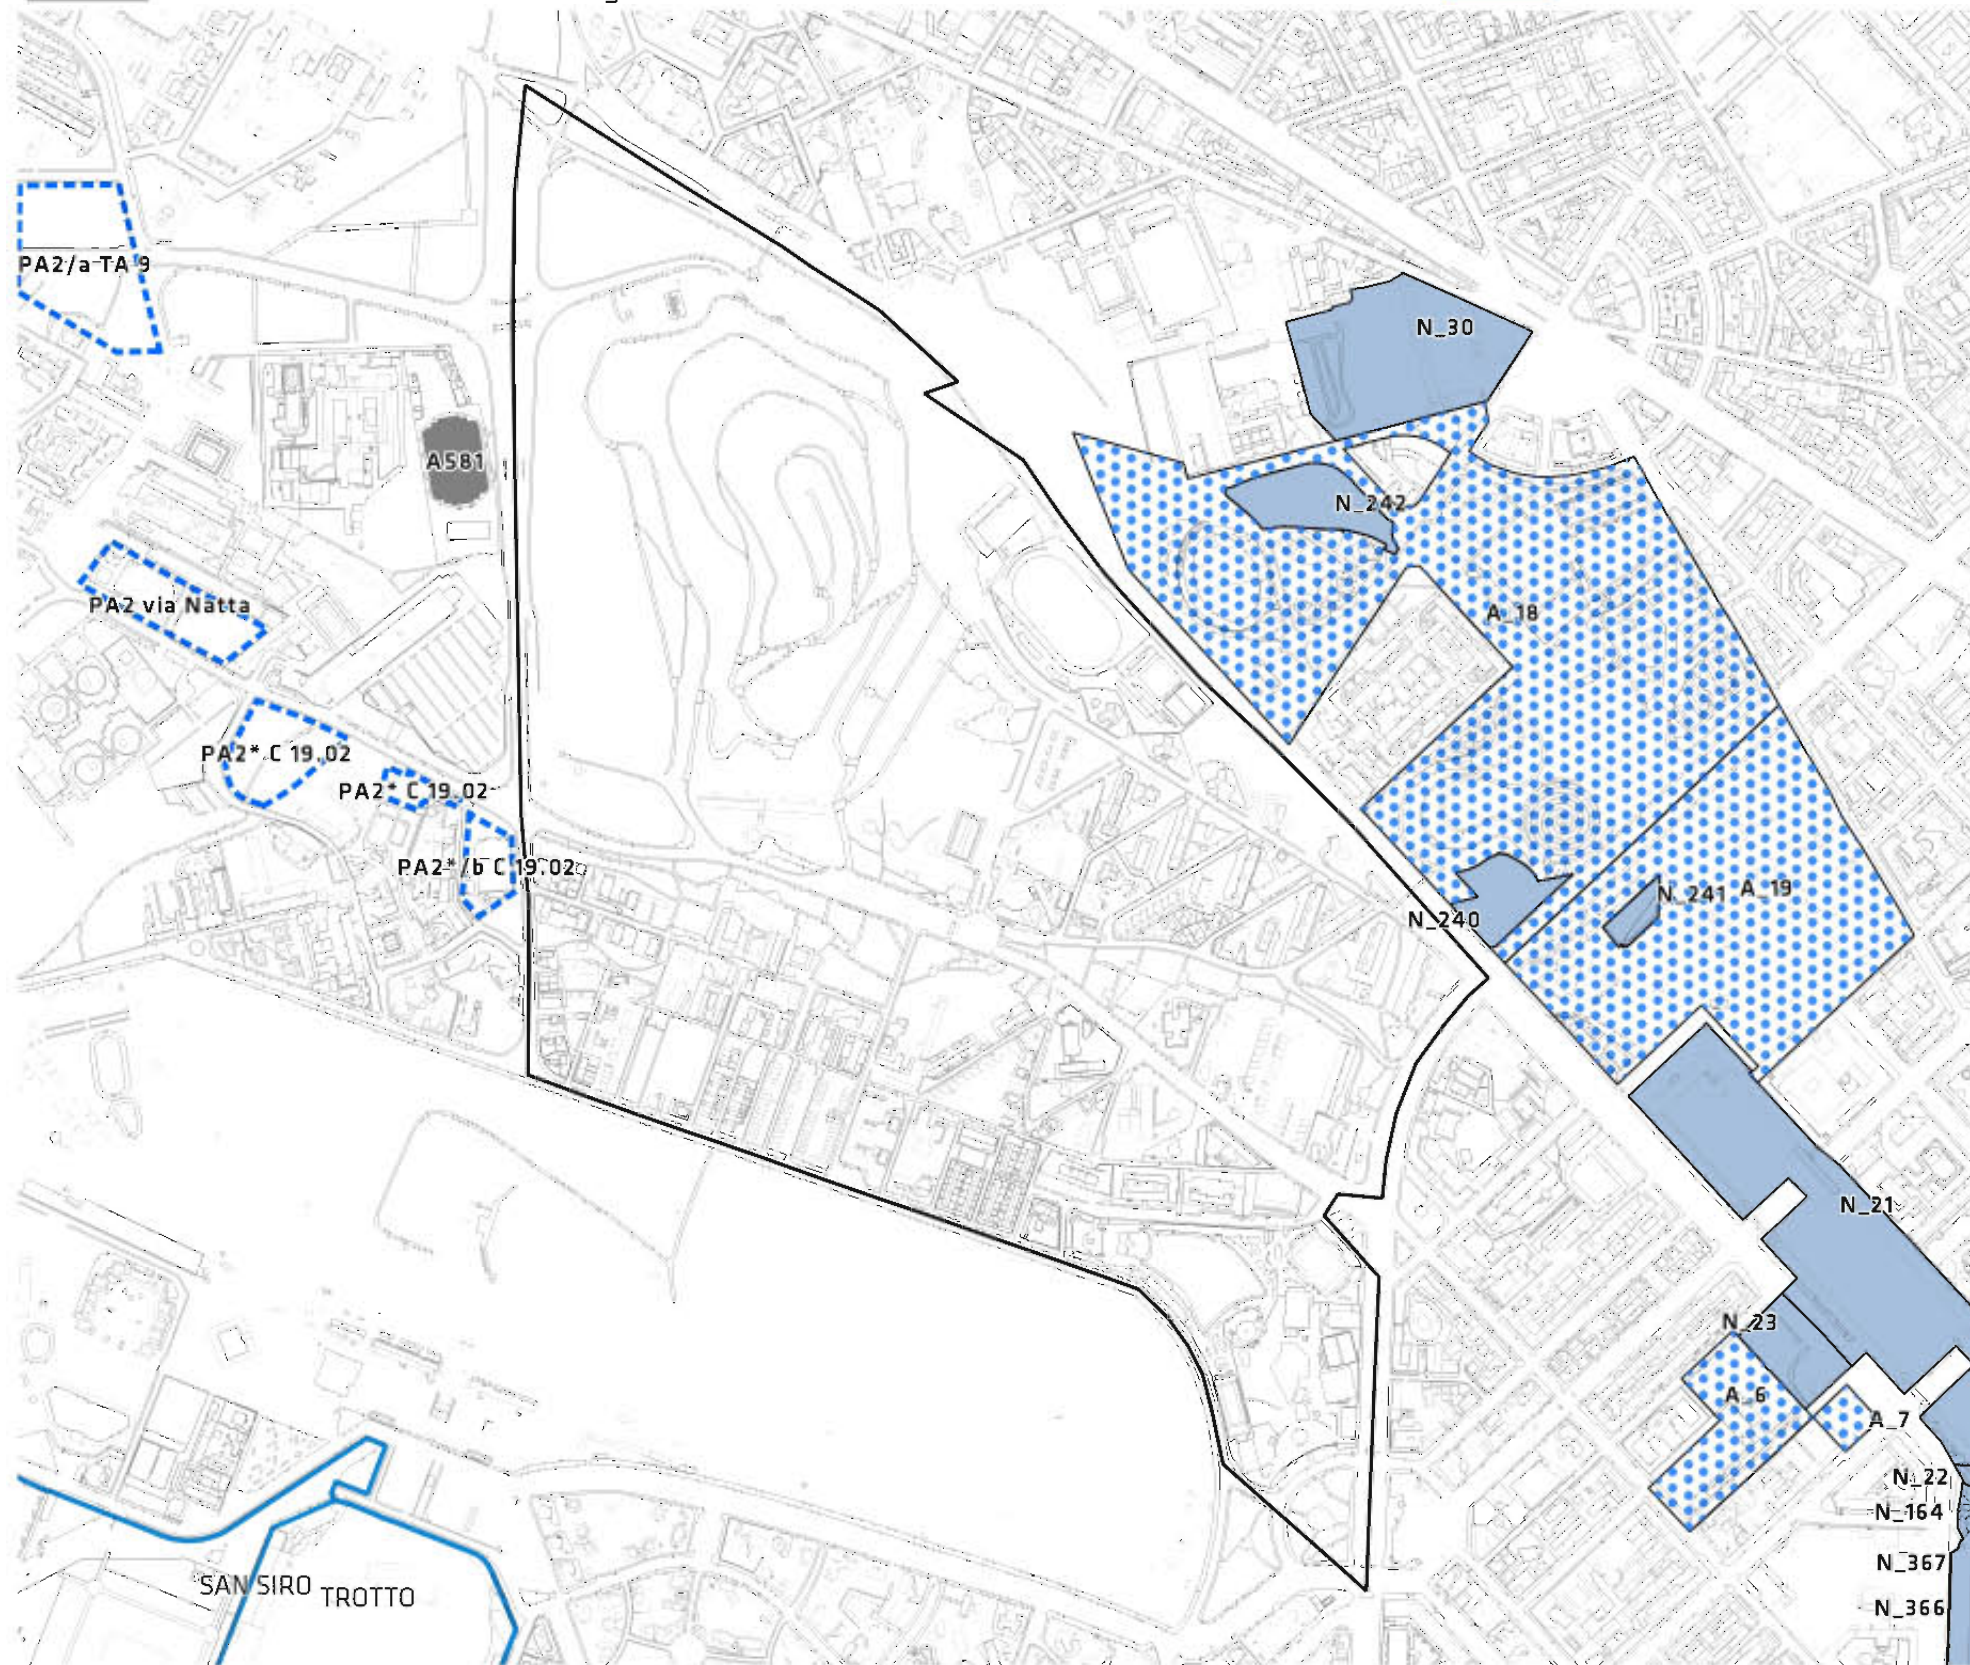 PA2/a TA 9
N_30
A581
N_242
PA2 via Natta
A_18
PA2* C 19.02
PA2* C 19.02
PA2*/b C 19.02
N_241
A_19
N_240
N_21
N_23
A_6
A_7
N_22
N_164
N_367
SAN SIRO TROTTO
N_366